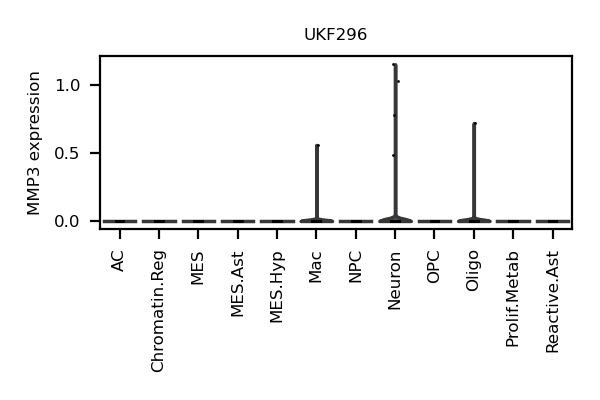 UKF296
MMP3 expression
1.0
0.5
0.0
AC
Chromatin.Reg
MES
MES.Ast
MES.Hyp
Mac
NPC
Neuron
OPC
Oligo
Prolif.Metab
Reactive.Ast